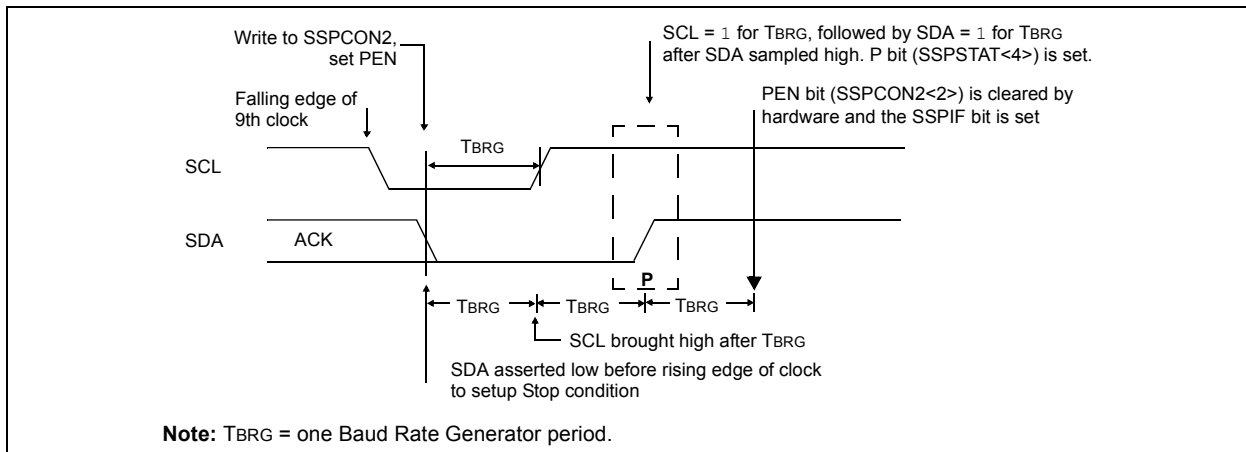 Write to SSPCON2,
set PEN
SCL = 1 for TBRG, followed by SDA = 1 for TBRG
after SDA sampled high. P bit (SSPSTAT<4>) is set.
PEN bit (SSPCON2<2>) is cleared by
hardware and the SSPIF bit is set
Falling edge of
9th clock
TBRG
SCL
SDA
ACK
P
TBRG
TBRG
TBRG
SCL brought high after TBRG
SDA asserted low before rising edge of clock
to setup Stop condition
Note: TBRG = one Baud Rate Generator period.